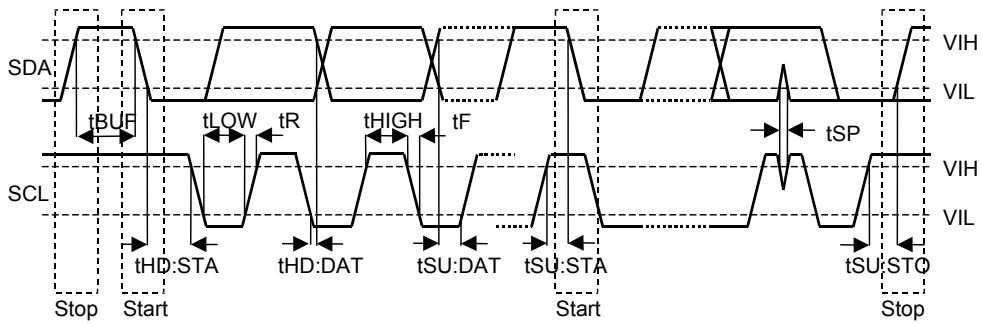 VIH
SDA
VIL
tBUF tLOW tR tHIGH tF tSP
VIH
SCL
VIL
tHD:STA tHD:DAT tSU:DAT tSU:STA tSU:STO
Stop Start Start Stop